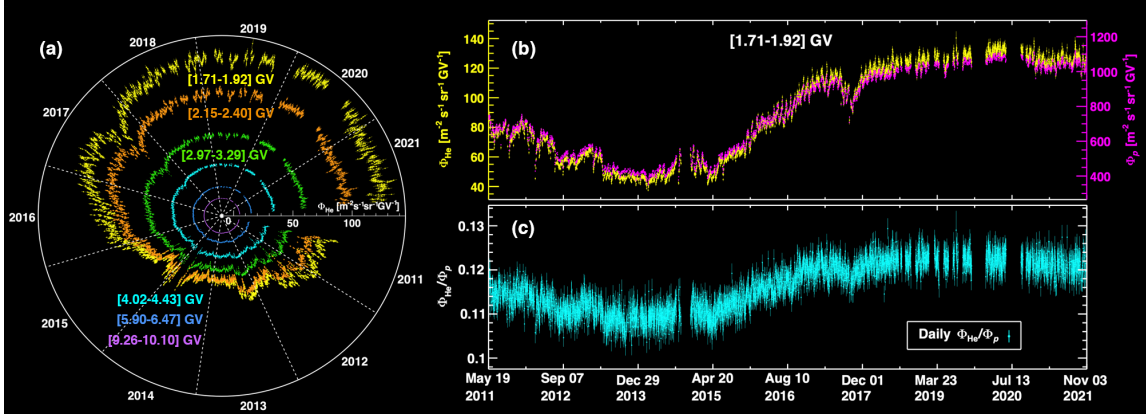 (a)
2019
2018
2020
2017
2021
2016
2011
2015
2012
2014
2013
[1.71-1.92] GV
[2.15-2.40] GV
[2.97-3.29] GV
Φ_He [m⁻²s⁻¹sr⁻¹GV⁻¹]
0 50 100
[4.02-4.43] GV
[5.90-6.47] GV
[9.26-10.10] GV
(b)
[1.71-1.92] GV
Φ_He [m⁻² s⁻¹ sr⁻¹ GV⁻¹]
140
120
100
80
60
40
Φ_p [m⁻² s⁻¹ sr⁻¹ GV⁻¹]
1200
1000
800
600
400
(c)
Φ_He/Φ_p
0.13
0.12
0.11
0.1
Daily Φ_He/Φ_p
May 19 Sep 07 Dec 29 Apr 20 Aug 10 Dec 01 Mar 23 Jul 13 Nov 03
2011 2012 2013 2015 2016 2017 2019 2020 2021